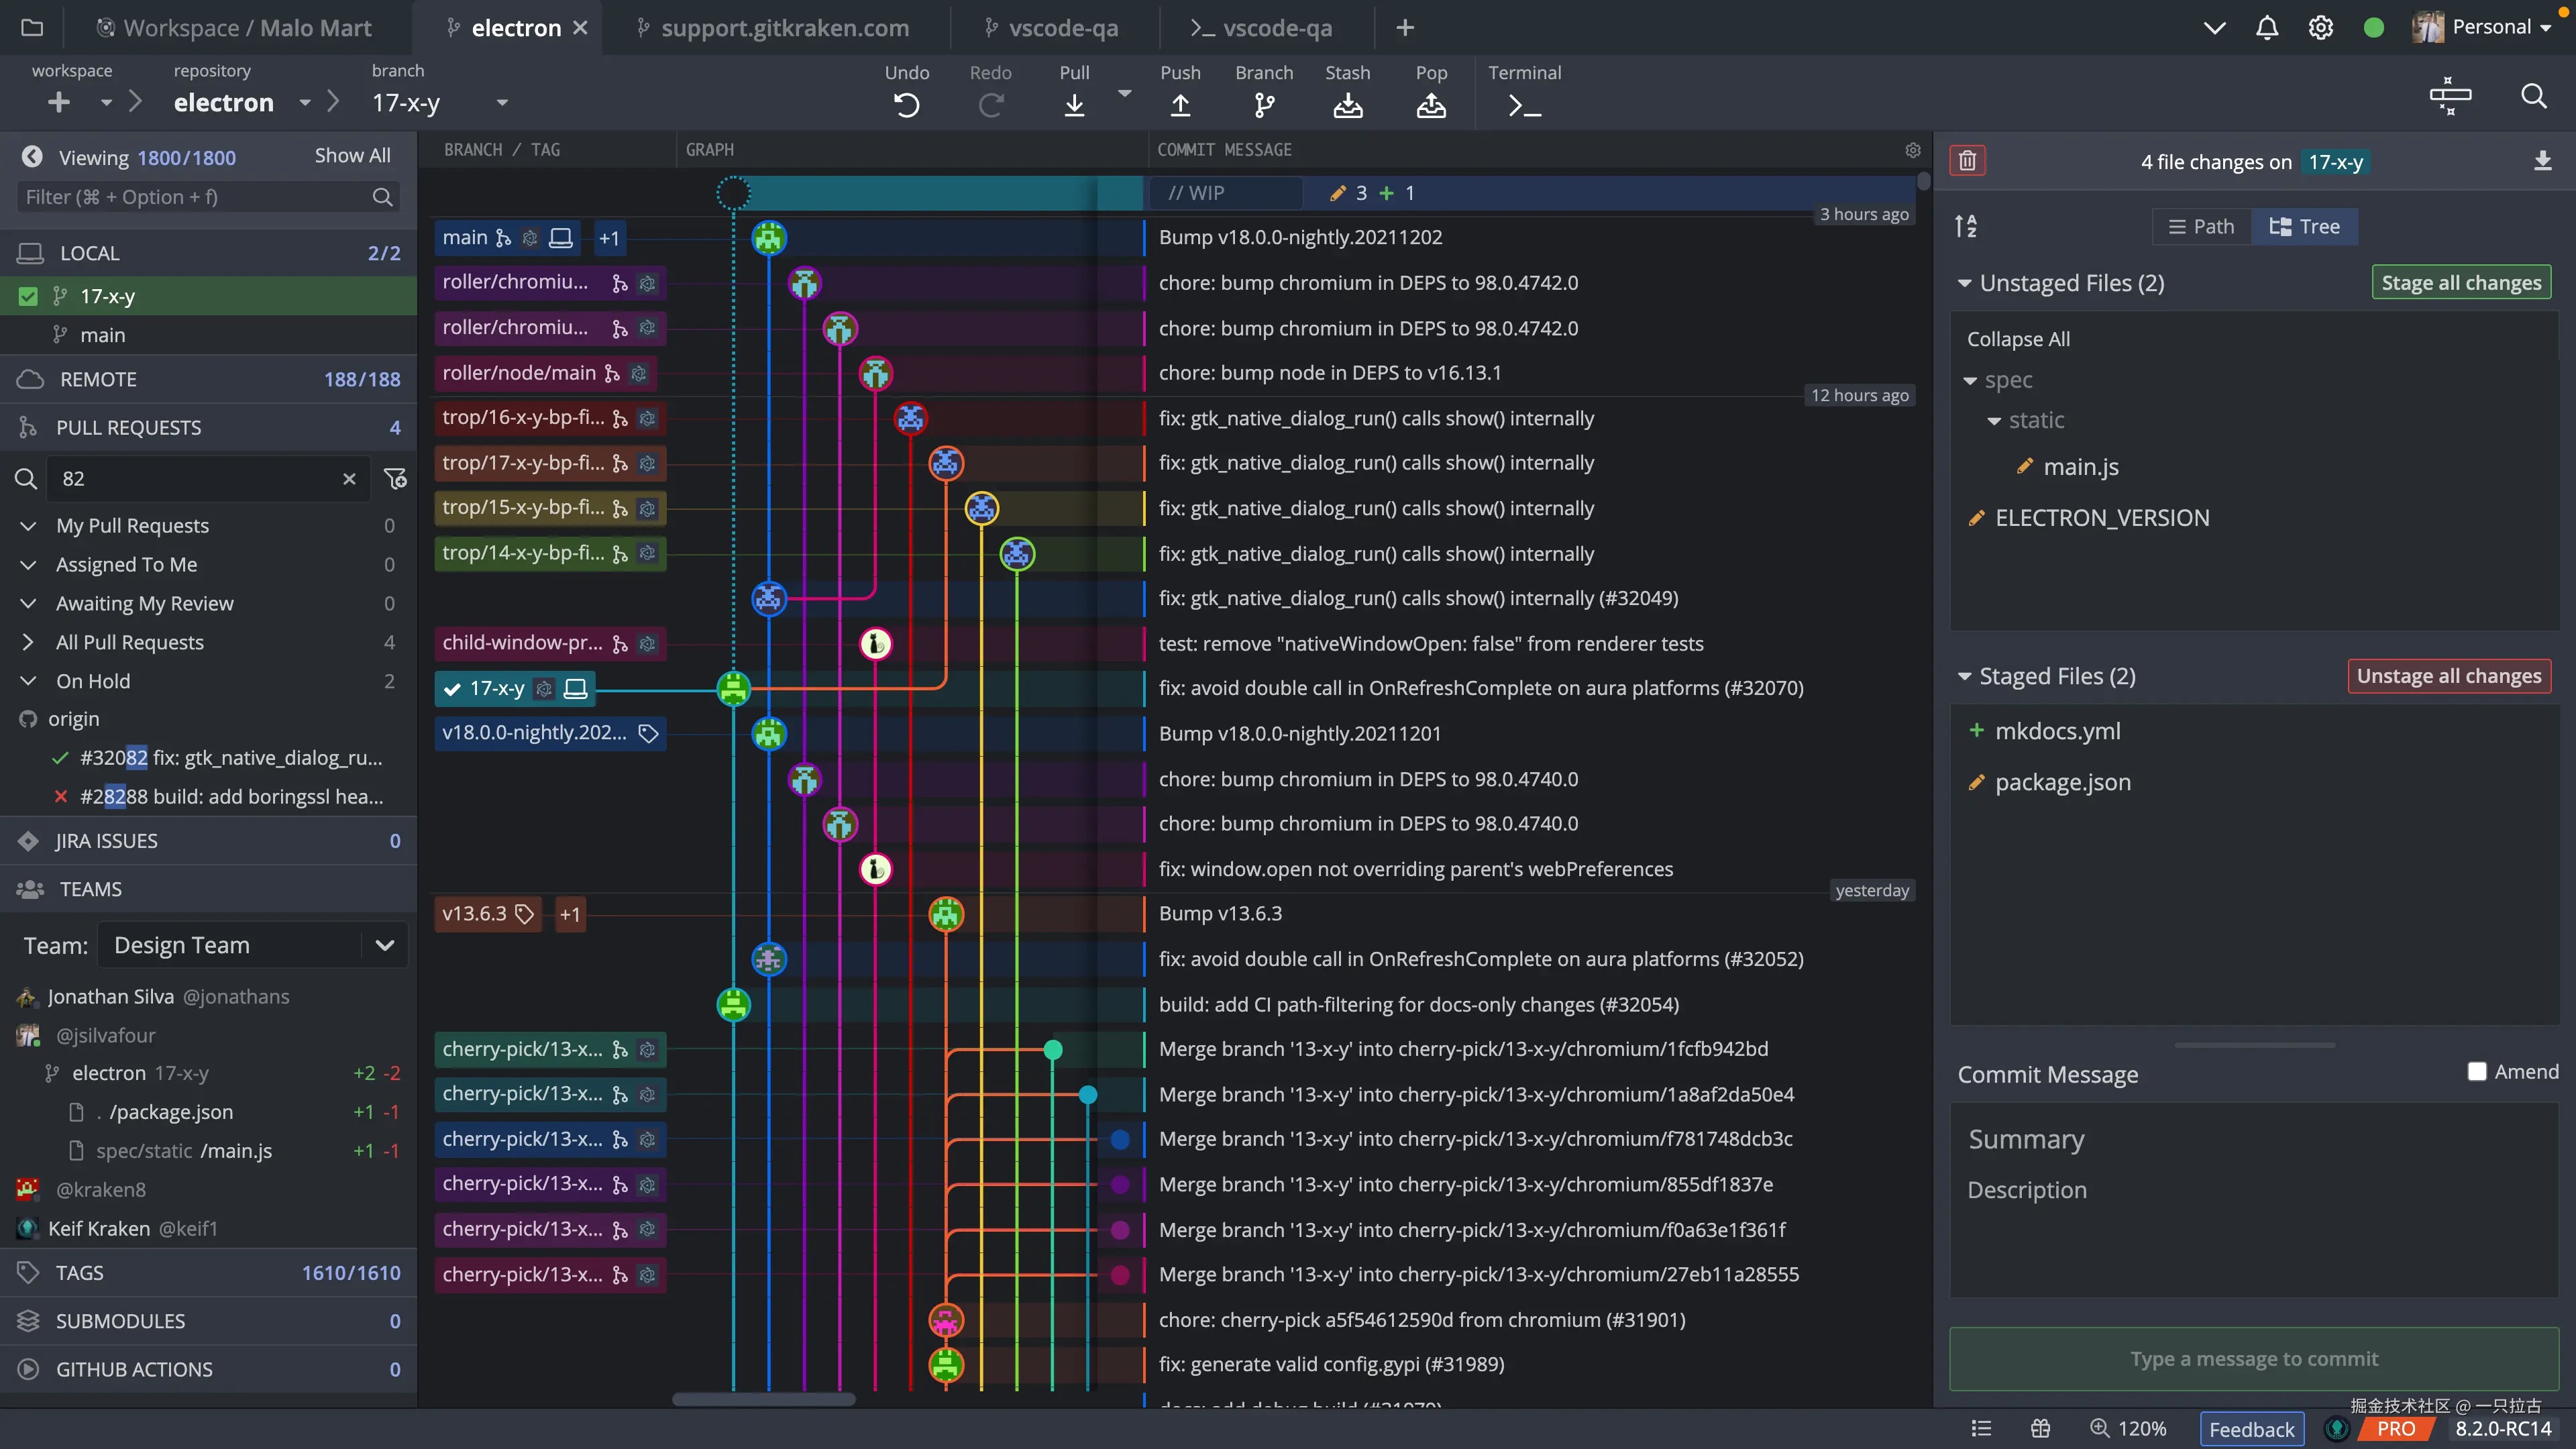 Workspace / Malo Mart
electron
support.gitkraken.com
vscode-qa
vscode-qa
Personal
workspace
repository
branch
electron
17-x-y
Undo
Redo
Pull
Push
Branch
Stash
Pop
Terminal
Viewing 1800/1800
Show All
Filter (⌘ + Option + f)
LOCAL 2/2
17-x-y
main
REMOTE 188/188
PULL REQUESTS 4
82
My Pull Requests 0
Assigned To Me 0
Awaiting My Review 0
All Pull Requests 4
On Hold 2
origin
#32082 fix: gtk_native_dialog_ru...
#28288 build: add boringssl hea...
JIRA ISSUES 0
TEAMS
Team: Design Team
Jonathan Silva @jonathans
@jsilvafour
electron 17-x-y +2 -2
. /package.json +1 -1
spec/static /main.js +1 -1
@kraken8
Keif Kraken @keif1
TAGS 1610/1610
SUBMODULES 0
GITHUB ACTIONS 0
BRANCH / TAG
GRAPH
COMMIT MESSAGE
// WIP 3 + 1
3 hours ago
main +1 Bump v18.0.0-nightly.20211202
roller/chromiu... chore: bump chromium in DEPS to 98.0.4742.0
roller/chromiu... chore: bump chromium in DEPS to 98.0.4742.0
roller/node/main chore: bump node in DEPS to v16.13.1
12 hours ago
trop/16-x-y-bp-fi... fix: gtk_native_dialog_run() calls show() internally
trop/17-x-y-bp-fi... fix: gtk_native_dialog_run() calls show() internally
trop/15-x-y-bp-fi... fix: gtk_native_dialog_run() calls show() internally
trop/14-x-y-bp-fi... fix: gtk_native_dialog_run() calls show() internally
fix: gtk_native_dialog_run() calls show() internally (#32049)
child-window-pr... test: remove "nativeWindowOpen: false" from renderer tests
17-x-y fix: avoid double call in OnRefreshComplete on aura platforms (#32070)
v18.0.0-nightly.202... Bump v18.0.0-nightly.20211201
chore: bump chromium in DEPS to 98.0.4740.0
chore: bump chromium in DEPS to 98.0.4740.0
fix: window.open not overriding parent's webPreferences
yesterday
v13.6.3 +1 Bump v13.6.3
fix: avoid double call in OnRefreshComplete on aura platforms (#32052)
build: add CI path-filtering for docs-only changes (#32054)
cherry-pick/13-x... Merge branch '13-x-y' into cherry-pick/13-x-y/chromium/1fcfb942bd
cherry-pick/13-x... Merge branch '13-x-y' into cherry-pick/13-x-y/chromium/1a8af2da50e4
cherry-pick/13-x... Merge branch '13-x-y' into cherry-pick/13-x-y/chromium/f781748dcb3c
cherry-pick/13-x... Merge branch '13-x-y' into cherry-pick/13-x-y/chromium/855df1837e
cherry-pick/13-x... Merge branch '13-x-y' into cherry-pick/13-x-y/chromium/f0a63e1f361f
cherry-pick/13-x... Merge branch '13-x-y' into cherry-pick/13-x-y/chromium/27eb11a28555
chore: cherry-pick a5f54612590d from chromium (#31901)
fix: generate valid config.gypi (#31989)
4 file changes on 17-x-y
Path
Tree
Unstaged Files (2)
Stage all changes
Collapse All
spec
static
main.js
ELECTRON_VERSION
Staged Files (2)
Unstage all changes
mkdocs.yml
package.json
Commit Message
Amend
Summary
Description
Type a message to commit
掘金技术社区 @ 一只拉古
120%
Feedback
PRO
8.2.0-RC14